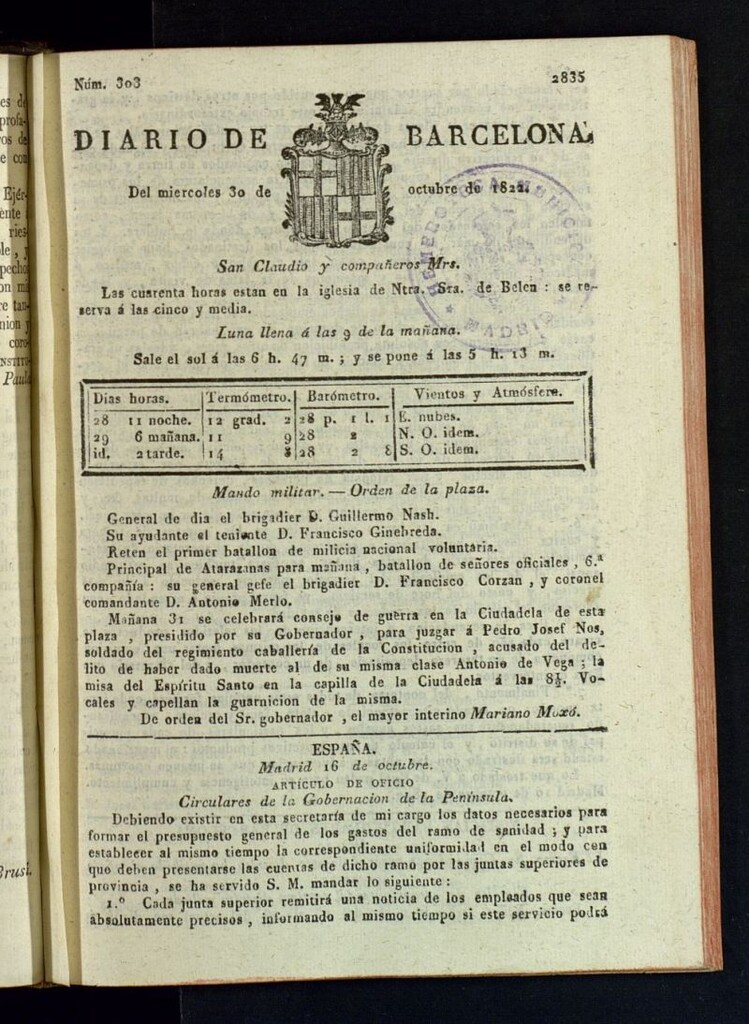 Núm. 303
2835
DIARIO DE BARCELONA,
Del miercoles 30 de octubre de 1822.
San Claudio y compañeros Mrs.
Las cuarenta horas estan en la iglesia de Ntra. Sra. de Belen : se re-
serva á las cinco y media.
Luna llena á las 9 de la mañana.
Sale el sol á las 6 h. 47 m. ; y se pone á las 5 h. 13 m.
Dias horas. Termómetro. Barómetro. Vientos y Atmósfera.
28 11 noche. 12 grad. 2 28 p. 1 l. 1 E. nubes.
29 6 mañana. 11 9 28 2 N. O. idem.
id. 2 tarde. 14 8 28 2 8 S. O. idem.
Mando militar. — Orden de la plaza.
General de dia el brigadier D. Guillermo Nash.
Su ayudante el teniente D. Francisco Ginebreda.
Reten el primer batallon de milicia nacional voluntaria.
Principal de Atarazanas para mañana , batallon de señores oficiales , 6.ª
compañía : su general gefe el brigadier D. Francisco Corzan , y coronel
comandante D. Antonio Merlo.
Mañana 31 se celebrará consejo de guerra en la Ciudadela de esta
plaza , presidido por su Gobernador , para juzgar á Pedro Josef Nos,
soldado del regimiento caballería de la Constitucion , acusado del de-
lito de haber dado muerte al de su misma clase Antonio de Vega ; la
misa del Espíritu Santo en la capilla de la Ciudadela á las 8½. Vo-
cales y capellan la guarnicion de la misma.
De orden del Sr. gobernador , el mayor interino Mariano Moxó.
ESPAÑA.
Madrid 16 de octubre.
ARTÍCULO DE OFICIO
Circulares de la Gobernacion de la Península.
Debiendo existir en esta secretaría de mi cargo los datos necesarios para
formar el presupuesto general de los gastos del ramo de sanidad ; y para
establecer al mismo tiempo la correspondiente uniformidad en el modo con
que deben presentarse las cuentas de dicho ramo por las juntas superiores de
provincia , se ha servido S. M. mandar lo siguiente :
1.º Cada junta superior remitirá una noticia de los empleados que sean
absolutamente precisos , informando al mismo tiempo si este servicio podrá